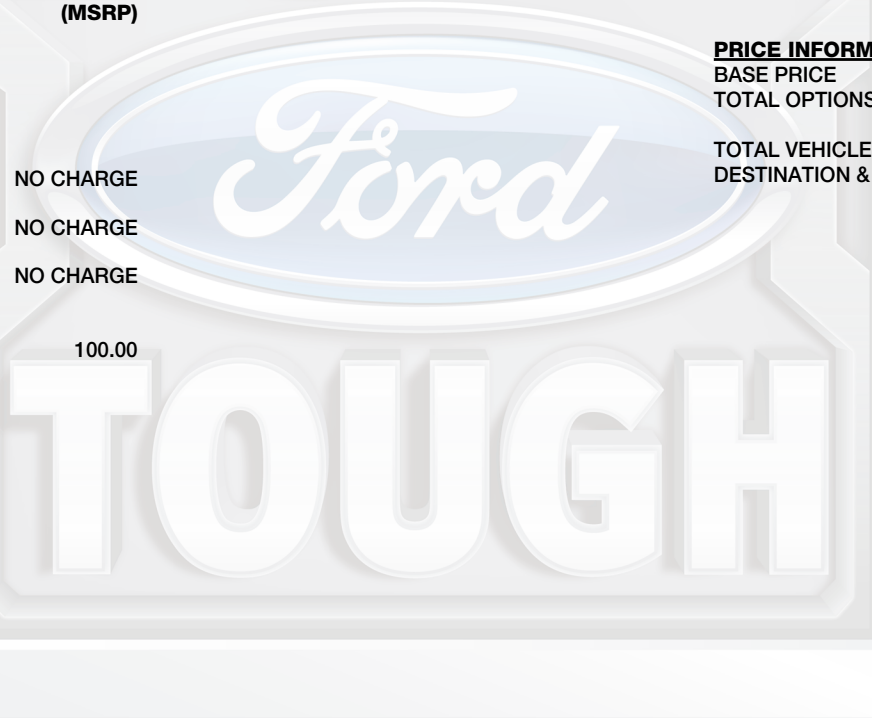 (MSRP)
NO CHARGE
NO CHARGE
NO CHARGE
100.00
PRICE INFORM
BASE PRICE
TOTAL OPTIONS
TOTAL VEHICLE
DESTINATION &
Ford
TOUGH